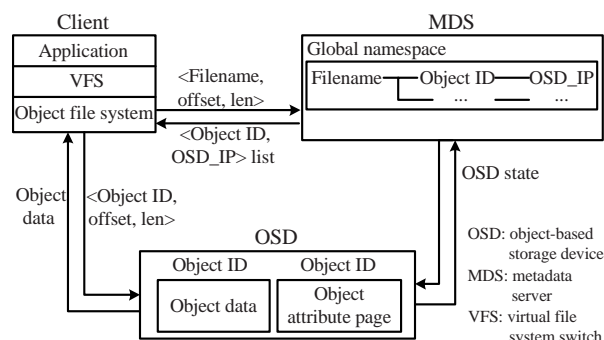 Client
Application
VFS
Object file system
<Filename,
offset, len>
<Object ID,
OSD_IP> list
MDS
Global namespace
Filename Object ID OSD_IP
... ...
Object
data
<Object ID,
offset, len>
OSD state
OSD
Object ID
Object data
Object ID
Object
attribute page
OSD: object-based
storage device
MDS: metadata
server
VFS: virtual file
system switch